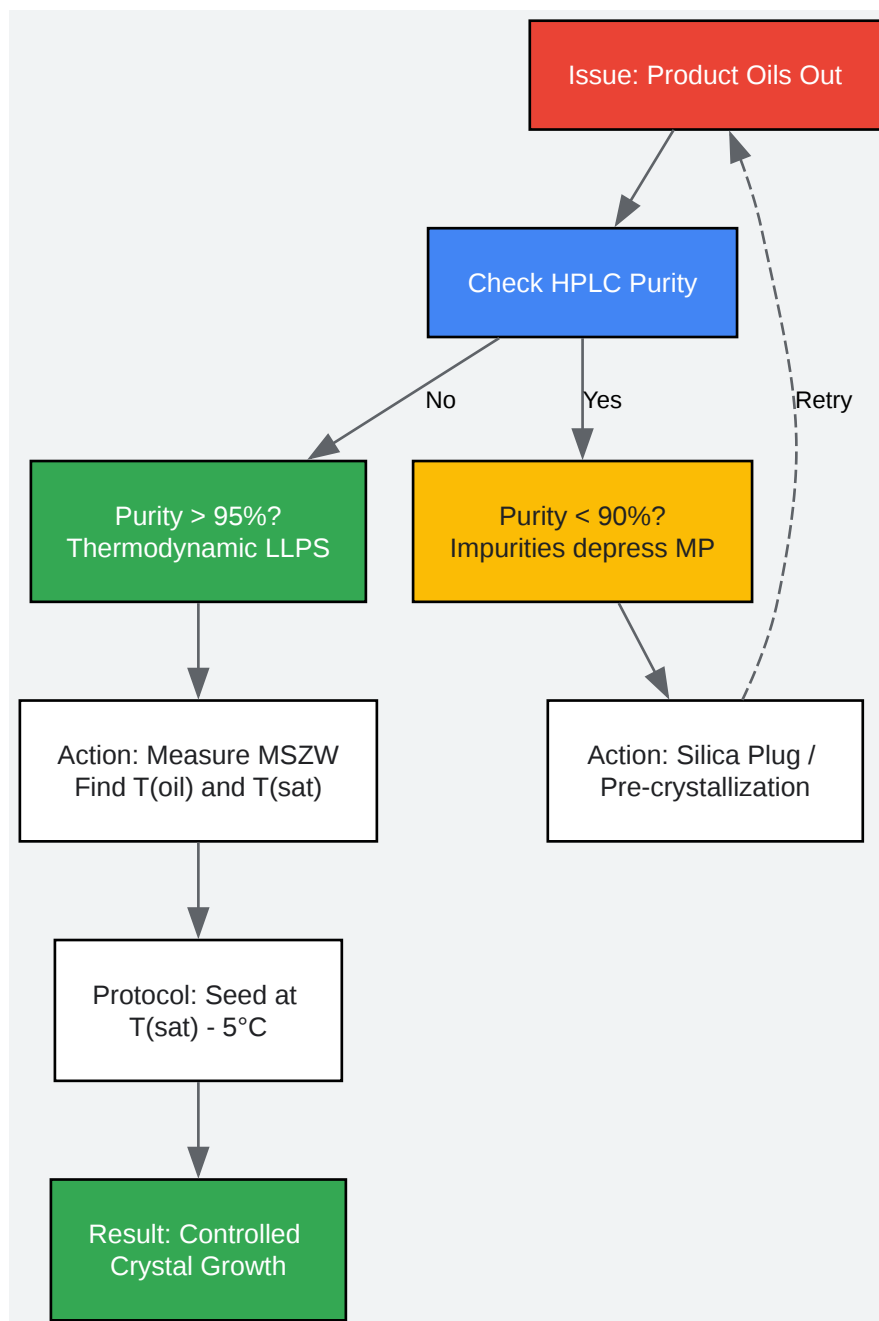 Issue: Product Oils Out
Check HPLC Purity
No
Yes
Retry
Purity > 95%?
Thermodynamic LLPS
Purity < 90%?
Impurities depress MP
Action: Measure MSZW
Find T(oil) and T(sat)
Action: Silica Plug /
Pre-crystallization
Protocol: Seed at
T(sat) - 5°C
Result: Controlled
Crystal Growth